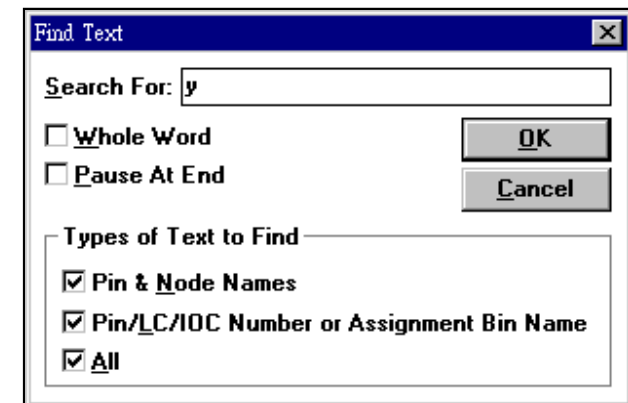 Find Text
Search For: y
Whole Word
OK
Pause At End
Cancel
Types of Text to Find
Pin & Node Names
Pin/LC/IOC Number or Assignment Bin Name
All